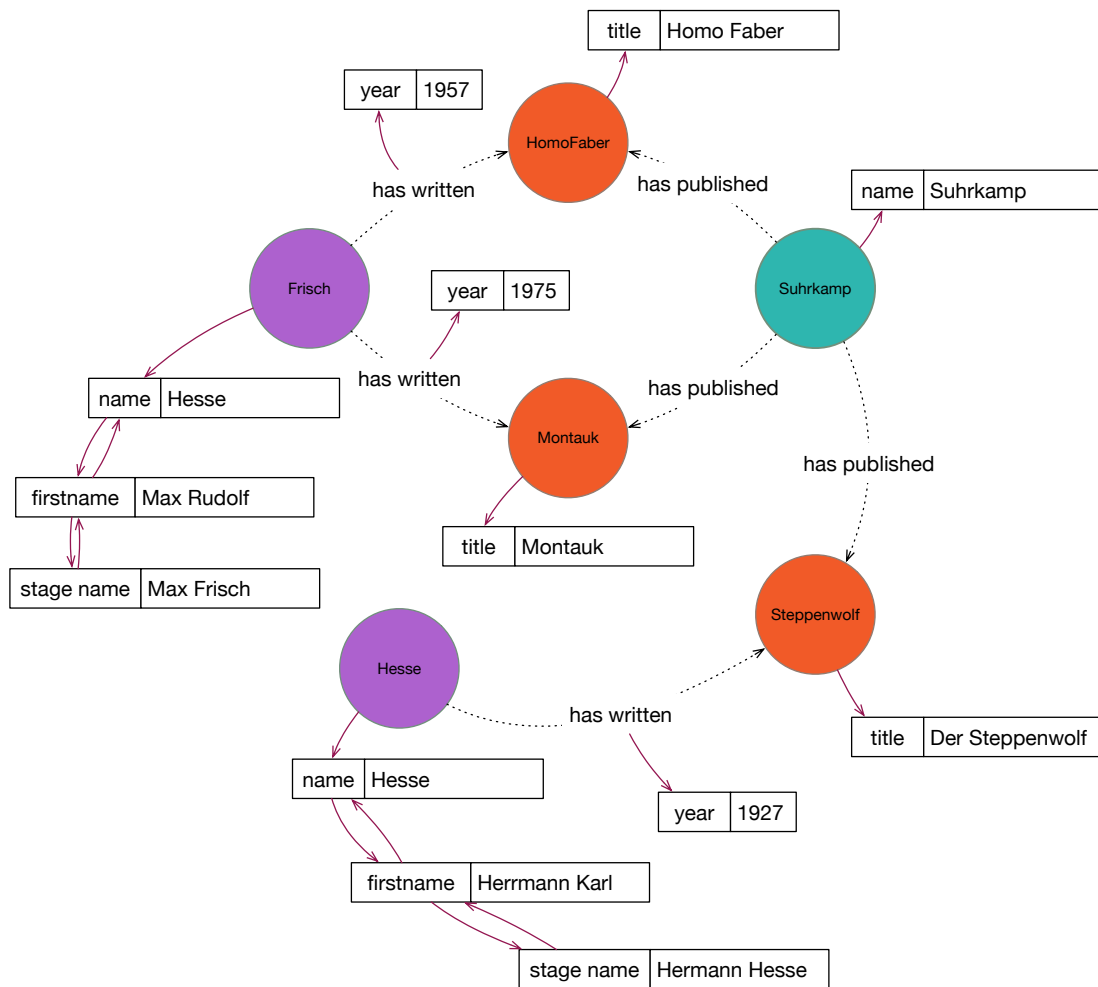 title Homo Faber
year 1957
HomoFaber
has written
has published
name Suhrkamp
Frisch
year 1975
Suhrkamp
has written
has published
name Hesse
Montauk
has published
firstname Max Rudolf
title Montauk
stage name Max Frisch
Steppenwolf
Hesse
has written
title Der Steppenwolf
name Hesse
year 1927
firstname Herrmann Karl
stage name Hermann Hesse